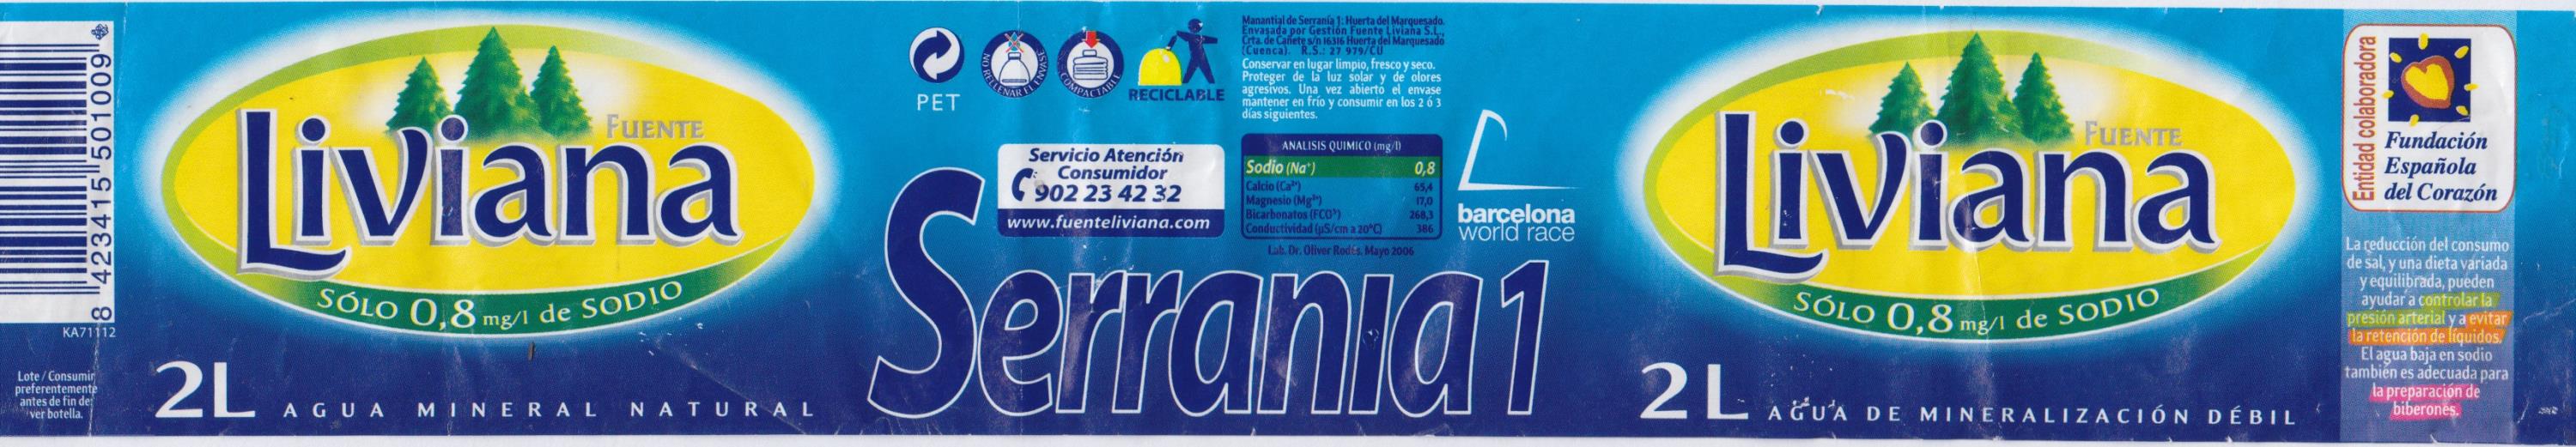 8 423415 501009
KA71112
Lote / Consumir
preferentemente
antes de fin de:
ver botella.
FUENTE
Liviana
SÓLO 0,8 mg/l de SODIO
2L AGUA MINERAL NATURAL
PET
NO RELLENAR EL ENVASE
COMPACTABLE
RECICLABLE
Servicio Atención
Consumidor
902 23 42 32
www.fuenteliviana.com
Manantial de Serranía 1: Huerta del Marquesado.
Envasada por Gestión Fuente Liviana S.L.,
Crta. de Cañete s/n 16316 Huerta del Marquesado
(Cuenca). R.S.: 27 979/CU
Conservar en lugar limpio, fresco y seco.
Proteger de la luz solar y de olores
agresivos. Una vez abierto el envase
mantener en frío y consumir en los 2 ó 3
días siguientes.
ANALISIS QUIMICO (mg/l)
Sodio (Na⁺) 0,8
Calcio (Ca²⁺) 65,4
Magnesio (Mg²⁺) 17,0
Bicarbonatos (FCO³) 268,3
Conductividad (µS/cm a 20°C) 386
Lab. Dr. Oliver Rodés. Mayo 2006
barcelona
world race
Serrania 1
FUENTE
Liviana
SÓLO 0,8 mg/l de SODIO
2L AGUA DE MINERALIZACIÓN DÉBIL
Entidad colaboradora
Fundación
Española
del Corazón
La reducción del consumo
de sal, y una dieta variada
y equilibrada, pueden
ayudar a controlar la
presión arterial y a evitar
la retención de líquidos.
El agua baja en sodio
también es adecuada para
la preparación de
biberones.